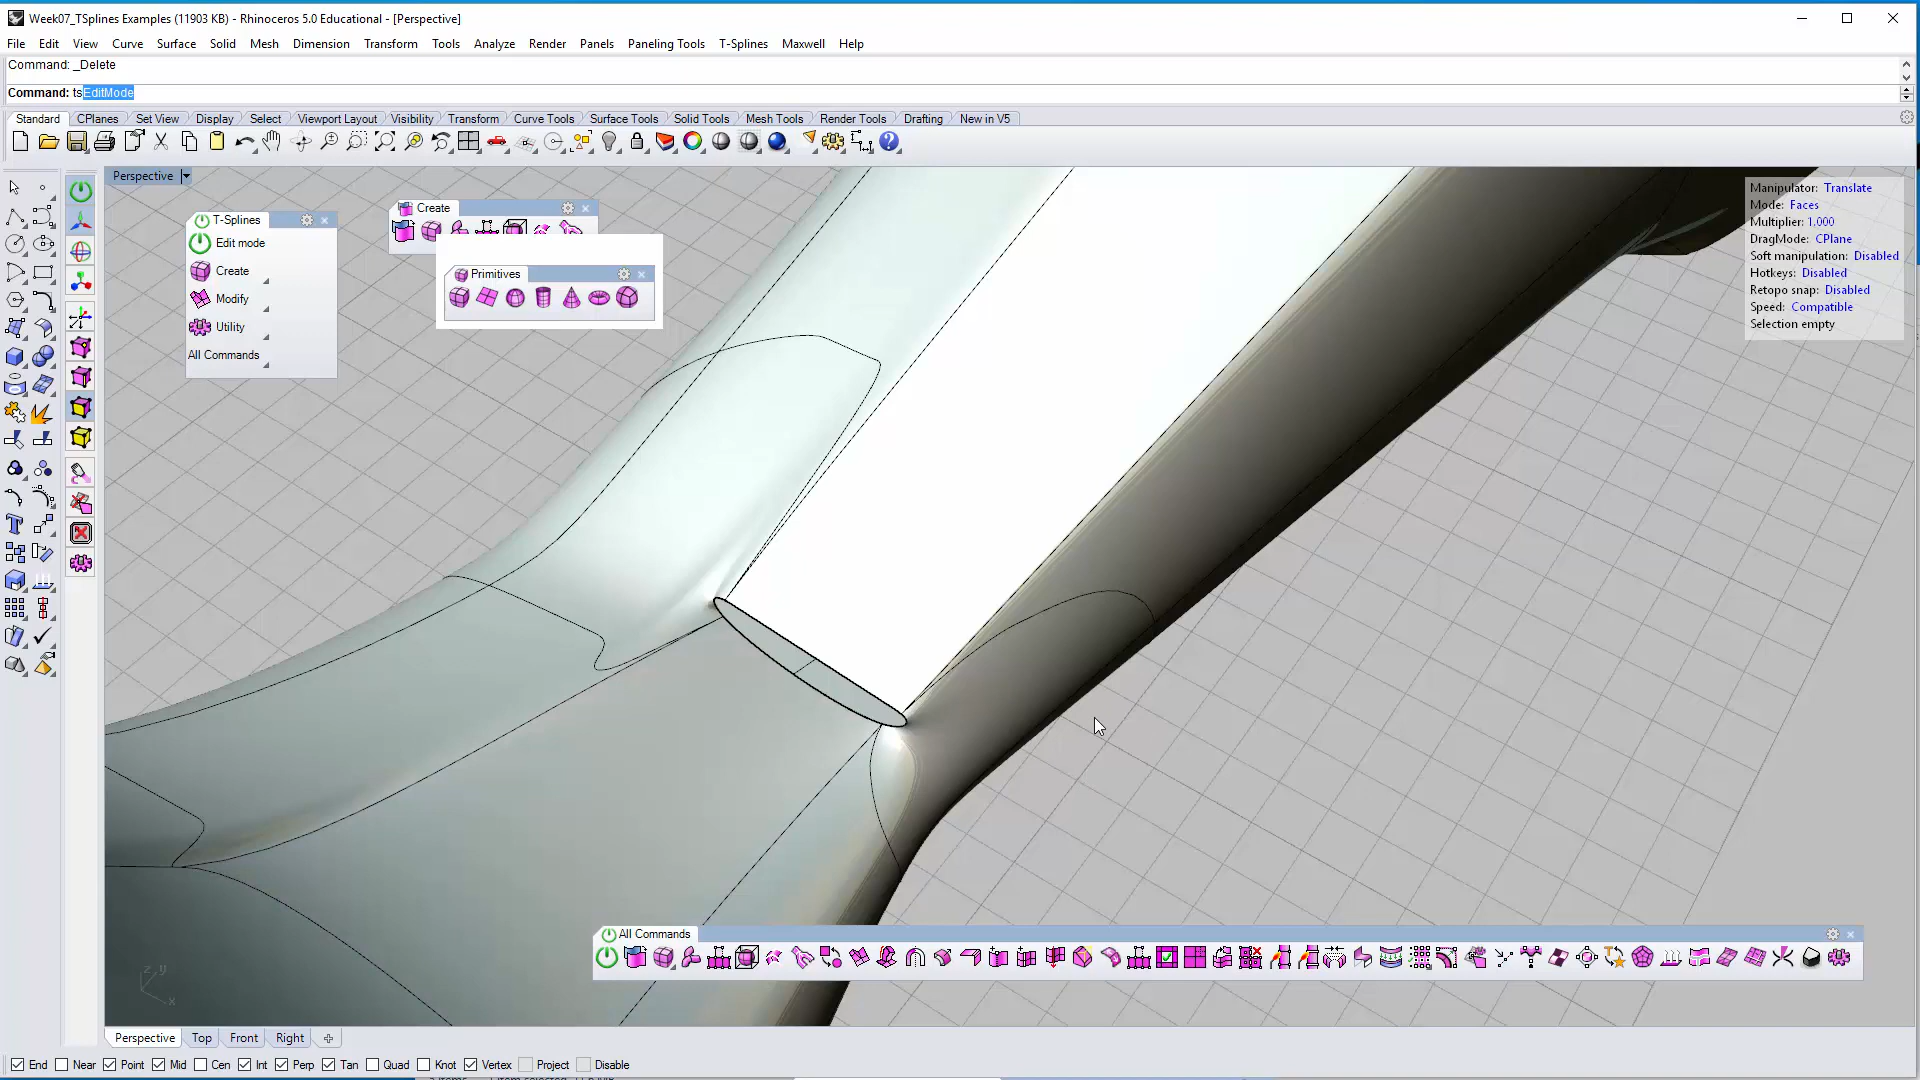 Week07_TSplines Examples (11903 KB) - Rhinoceros 5.0 Educational - [Perspective]
File Edit View Curve Surface Solid Mesh Dimension Transform Tools Analyze Render Panels Paneling Tools T-Splines Maxwell Help
Command: _Delete
Command: tsEditMode
Standard CPlanes Set View Display Select Viewport Layout Visibility Transform Curve Tools Surface Tools Solid Tools Mesh Tools Render Tools Drafting New in V5
Perspective
T-Splines
Edit mode
Create
Modify
Utility
All Commands
Create
Primitives
Manipulator: Translate
Mode: Faces
Multiplier: 1.000
DragMode: CPlane
Soft manipulation: Disabled
Hotkeys: Disabled
Retopo snap: Disabled
Speed: Compatible
Selection empty
z y
x
All Commands
Perspective Top Front Right
End Near Point Mid Cen Int Perp Tan Quad Knot Vertex Project Disable